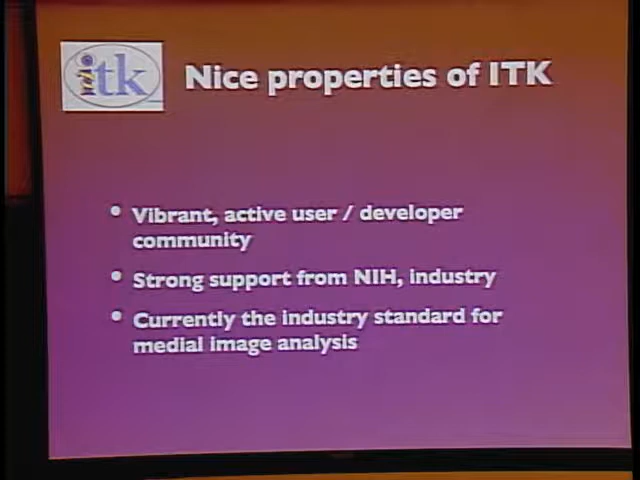 itk
Nice properties of ITK
• Vibrant, active user / developer
community
• Strong support from NIH, industry
• Currently the industry standard for
medial image analysis